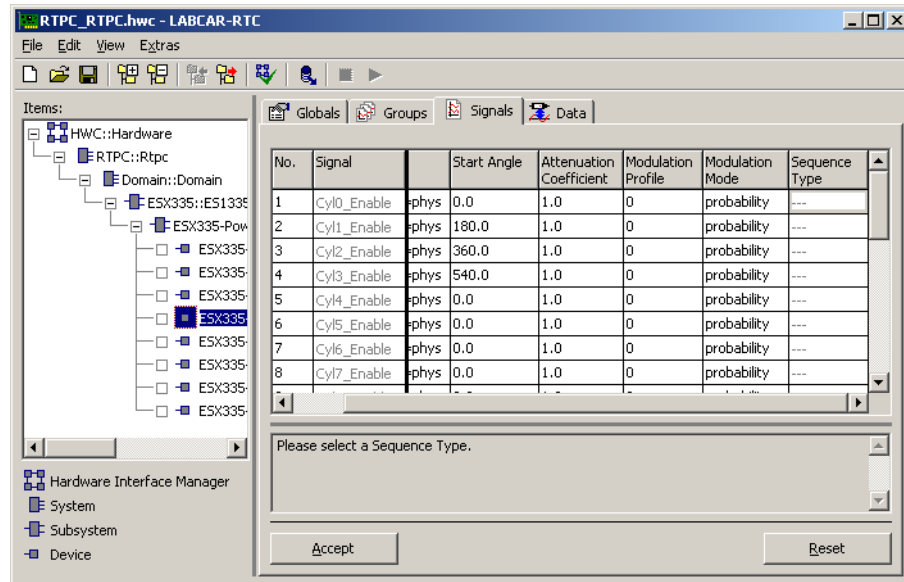 RTPC_RTPC.hwc - LABCAR-RTC
File Edit View Extras
Items:
HWC::Hardware
RTPC::Rtpc
Domain::Domain
ESX335::ES1335
ESX335-Pow
ESX335-
ESX335-
ESX335-
ESX335-
ESX335-
ESX335-
ESX335-
ESX335-
Hardware Interface Manager
System
Subsystem
Device
Globals Groups Signals Data
No. Signal Start Angle Attenuation Coefficient Modulation Profile Modulation Mode Sequence Type
1 Cyl0_Enable =phys 0.0 1.0 0 probability ---
2 Cyl1_Enable =phys 180.0 1.0 0 probability ---
3 Cyl2_Enable =phys 360.0 1.0 0 probability ---
4 Cyl3_Enable =phys 540.0 1.0 0 probability ---
5 Cyl4_Enable =phys 0.0 1.0 0 probability ---
6 Cyl5_Enable =phys 0.0 1.0 0 probability ---
7 Cyl6_Enable =phys 0.0 1.0 0 probability ---
8 Cyl7_Enable =phys 0.0 1.0 0 probability ---
Please select a Sequence Type.
Accept Reset